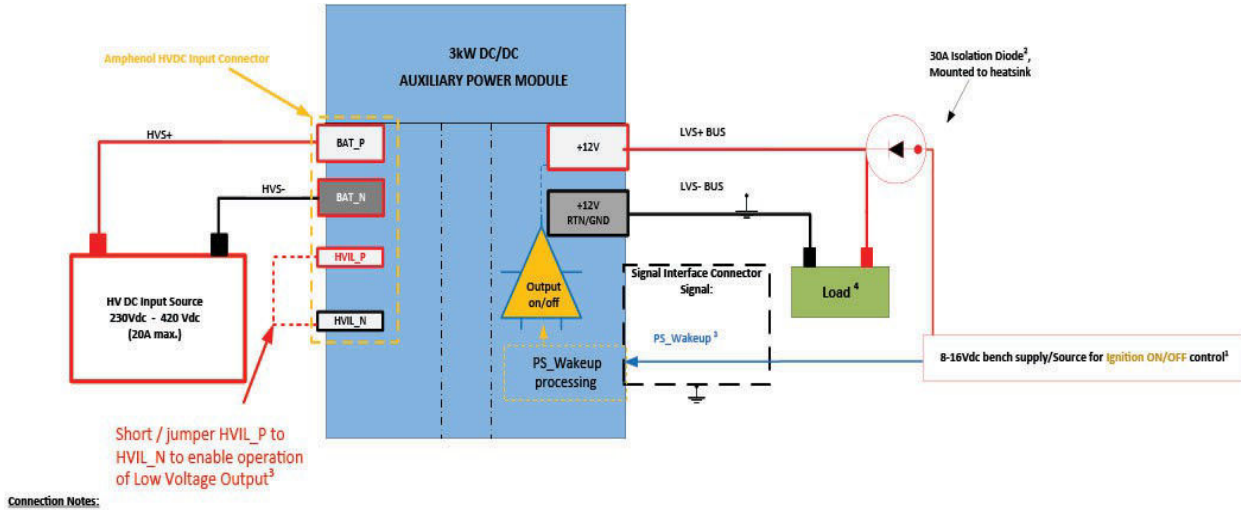 3kW DC/DC
AUXILIARY POWER MODULE
Amphenol HVDC Input Connector
30A Isolation Diode²,
Mounted to heatsink
HVS+
BAT_P
+12V
LVS+ BUS
HVS-
BAT_N
+12V
RTN/GND
LVS- BUS
HVIL_P
HVIL_N
HV DC Input Source
230Vdc - 420 Vdc
(20A max.)
Output
on/off
Signal Interface Connector
Signal:
PS_Wakeup ³
PS_Wakeup
processing
Load ⁴
8-16Vdc bench supply/Source for Ignition ON/OFF control¹
Short / jumper HVIL_P to
HVIL_N to enable operation
of Low Voltage Output³
Connection Notes: